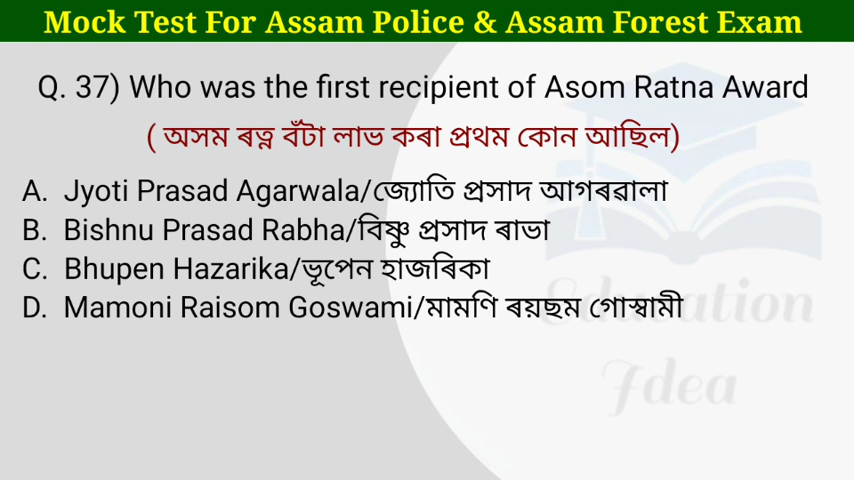 Mock Test For Assam Police & Assam Forest Exam
Q. 37) Who was the first recipient of Asom Ratna Award
( অসম ৰত্ন বঁটা লাভ কৰা প্ৰথম কোন আছিল)
A. Jyoti Prasad Agarwala/জ্যোতি প্ৰসাদ আগৰৱালা
B. Bishnu Prasad Rabha/বিষ্ণু প্ৰসাদ ৰাভা
C. Bhupen Hazarika/ভূপেন হাজৰিকা
D. Mamoni Raisom Goswami/মামণি ৰয়ছম গোস্বামী
Education
Idea